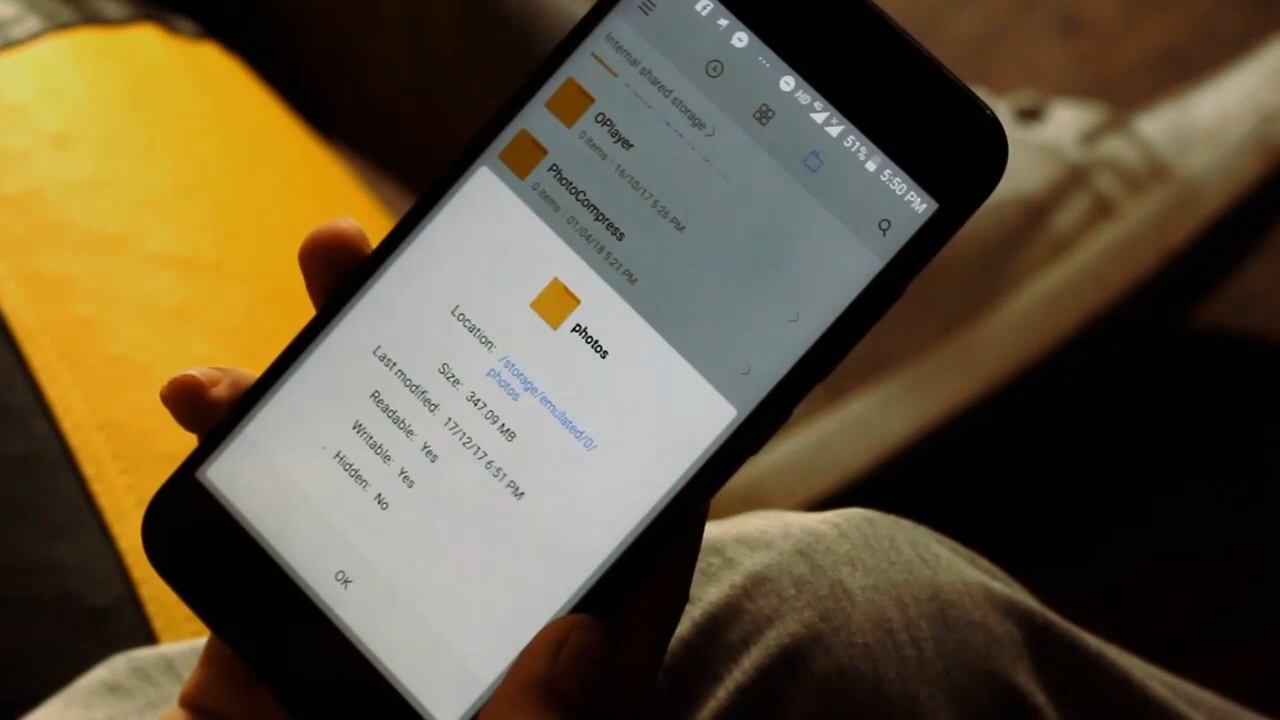 HD 4G 51% 5:50 PM
Internal shared storage
OPlayer
0 items | 16/10/17 5:26 PM
PhotoCompress
0 items | 01/04/18 5:21 PM
photos
Location: /storage/emulated/0/
photos
Size: 347.09 MB
Last modified: 17/12/17 6:51 PM
Readable: Yes
Writable: Yes
Hidden: No
OK